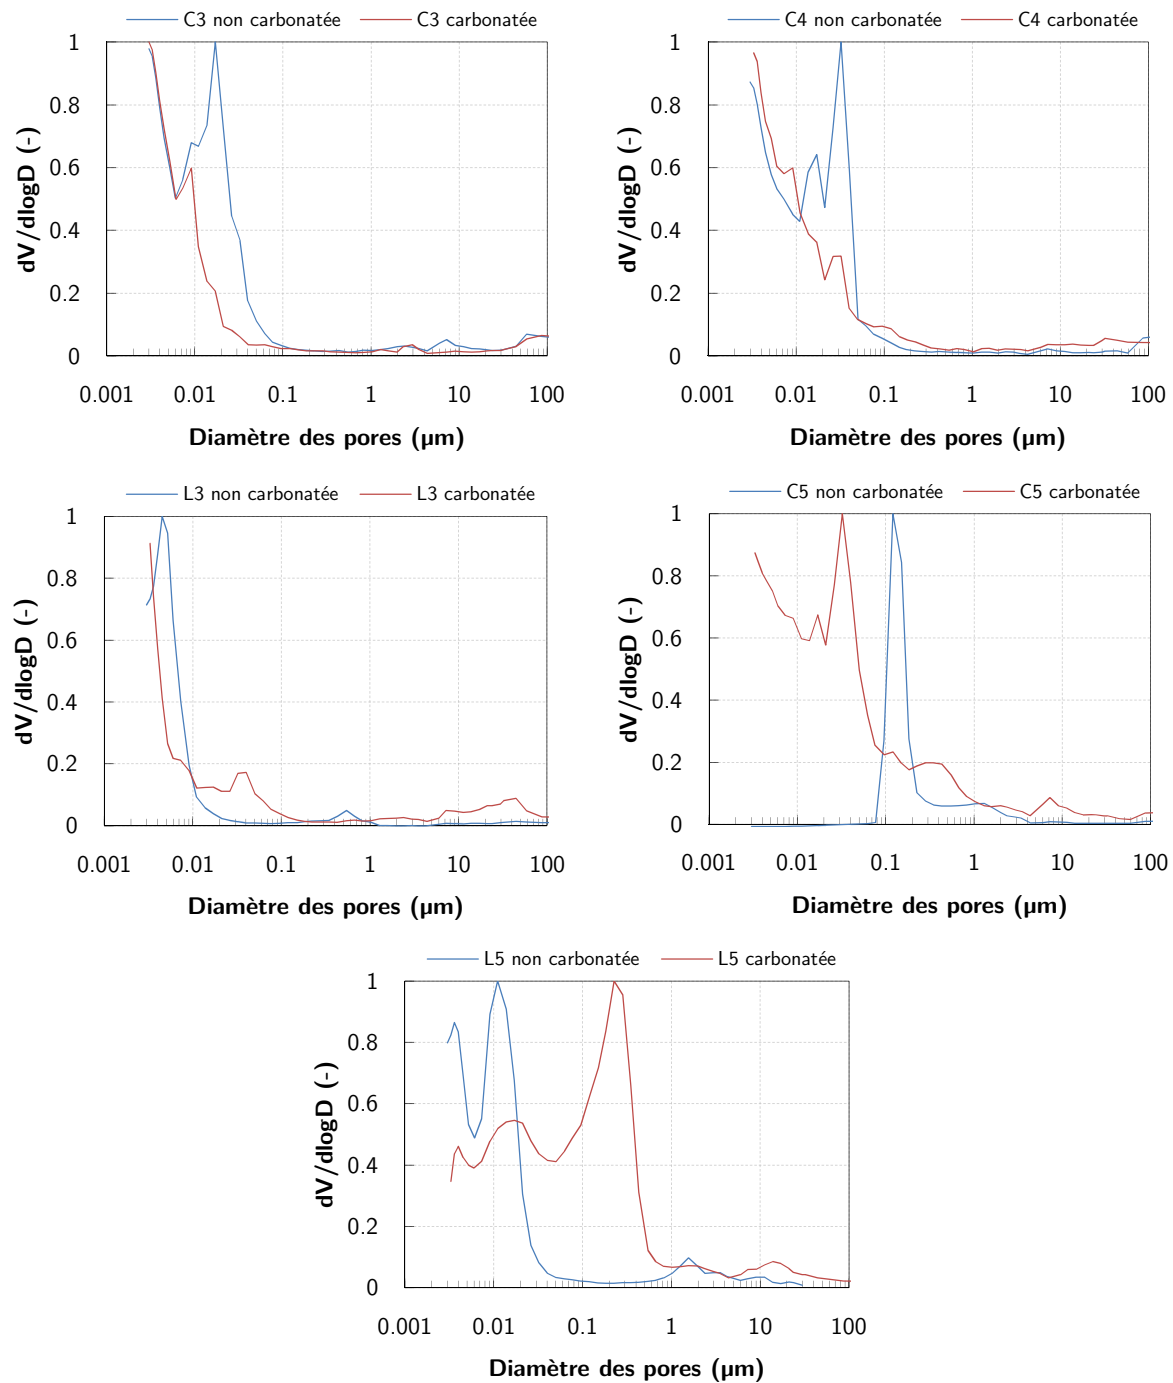 C3 non carbonatée C3 carbonatée
1
0.8
0.6
0.4
0.2
0
dV/dlogD (-)
0.001 0.01 0.1 1 10 100
Diamètre des pores (µm)
C4 non carbonatée C4 carbonatée
1
0.8
0.6
0.4
0.2
0
dV/dlogD (-)
0.001 0.01 0.1 1 10 100
Diamètre des pores (µm)
L3 non carbonatée L3 carbonatée
1
0.8
0.6
0.4
0.2
0
dV/dlogD (-)
0.001 0.01 0.1 1 10 100
Diamètre des pores (µm)
C5 non carbonatée C5 carbonatée
1
0.8
0.6
0.4
0.2
0
dV/dlogD (-)
0.001 0.01 0.1 1 10 100
Diamètre des pores (µm)
L5 non carbonatée L5 carbonatée
1
0.8
0.6
0.4
0.2
0
dV/dlogD (-)
0.001 0.01 0.1 1 10 100
Diamètre des pores (µm)